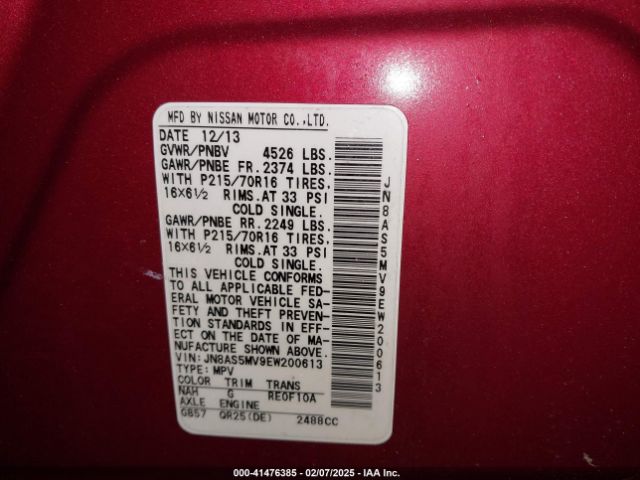 MFD BY NISSAN MOTOR CO.,LTD.
DATE 12/13
GVWR/PNBV 4526 LBS.
GAWR/PNBE FR. 2374 LBS.
WITH P215/70R16 TIRES,
16X6½ RIMS.AT 33 PSI
COLD SINGLE.
GAWR/PNBE RR. 2249 LBS.
WITH P215/70R16 TIRES,
16X6½ RIMS.AT 33 PSI
COLD SINGLE.
THIS VEHICLE CONFORMS
TO ALL APPLICABLE FED-
ERAL MOTOR VEHICLE SA-
FETY AND THEFT PREVEN-
TION STANDARDS IN EFF-
ECT ON THE DATE OF MA-
NUFACTURE SHOWN ABOVE.
VIN: JN8AS5MV9EW200613
TYPE: MPV
COLOR TRIM TRANS
NAH G RE0F10A
AXLE ENGINE
GB57 QR25(DE) 2488CC
JN8AS5MV9EW200613
000-41476385 - 02/07/2025 - IAA Inc.